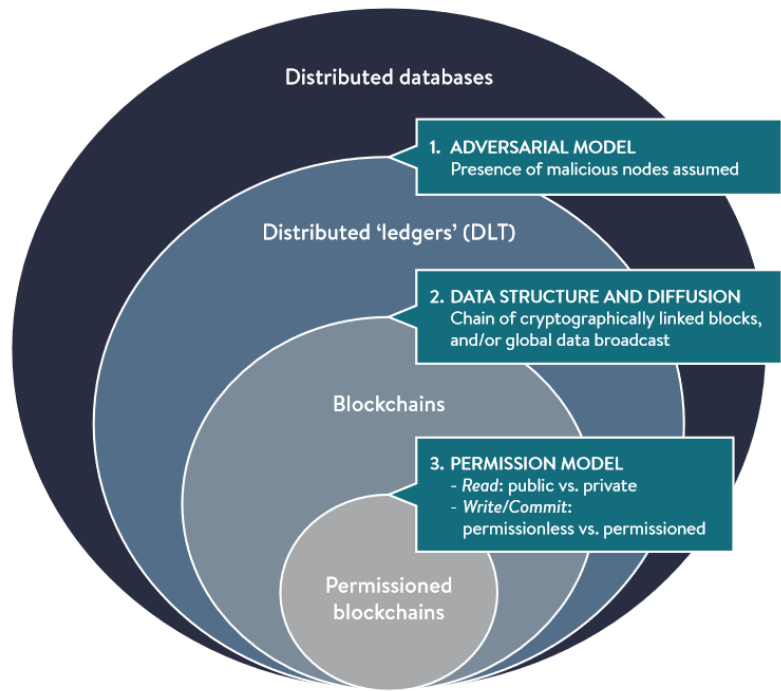 Distributed databases
1. ADVERSARIAL MODEL
Presence of malicious nodes assumed
Distributed ‘ledgers’ (DLT)
2. DATA STRUCTURE AND DIFFUSION
Chain of cryptographically linked blocks,
and/or global data broadcast
Blockchains
3. PERMISSION MODEL
- Read: public vs. private
- Write/Commit:
permissionless vs. permissioned
Permissioned
blockchains